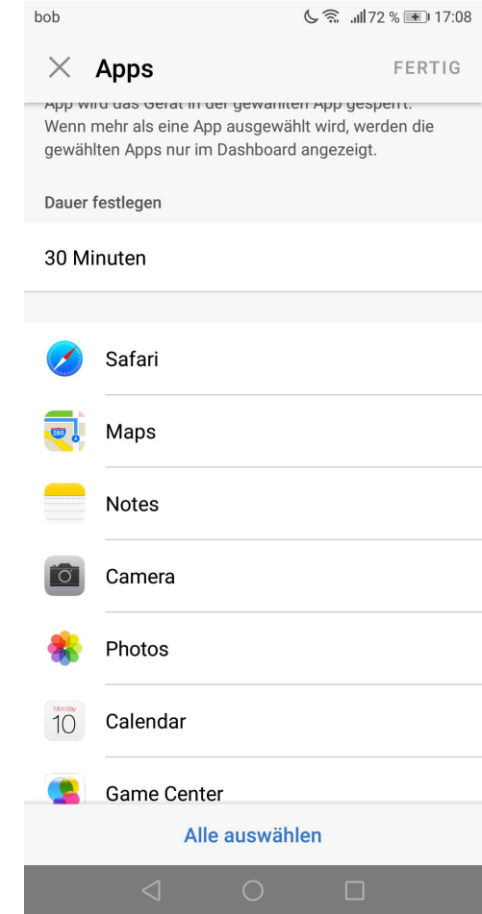 bob 72 % 17:08
Apps FERTIG
App wird das Gerät in der gewählten App gesperrt.
Wenn mehr als eine App ausgewählt wird, werden die
gewählten Apps nur im Dashboard angezeigt.
Dauer festlegen
30 Minuten
Safari
280
Maps
Notes
Camera
Photos
Monday
10
Calendar
Game Center
Alle auswählen